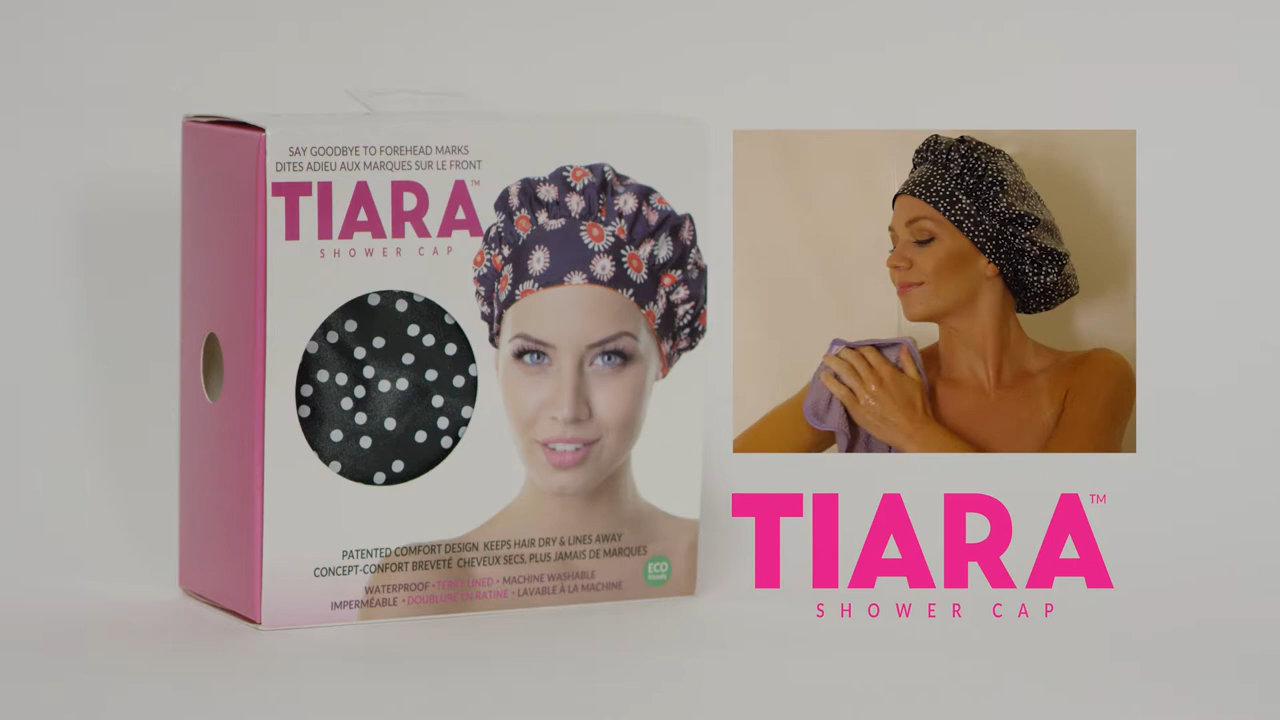 SAY GOODBYE TO FOREHEAD MARKS
DITES ADIEU AUX MARQUES SUR LE FRONT
TIARA™
SHOWER CAP
PATENTED COMFORT DESIGN KEEPS HAIR DRY & LINES AWAY
CONCEPT-CONFORT BREVETÉ CHEVEUX SECS, PLUS JAMAIS DE MARQUES
WATERPROOF • TERRY LINED • MACHINE WASHABLE
IMPERMÉABLE • DOUBLURE EN RATINE • LAVABLE À LA MACHINE
ECO
friendly
TIARA™
SHOWER CAP